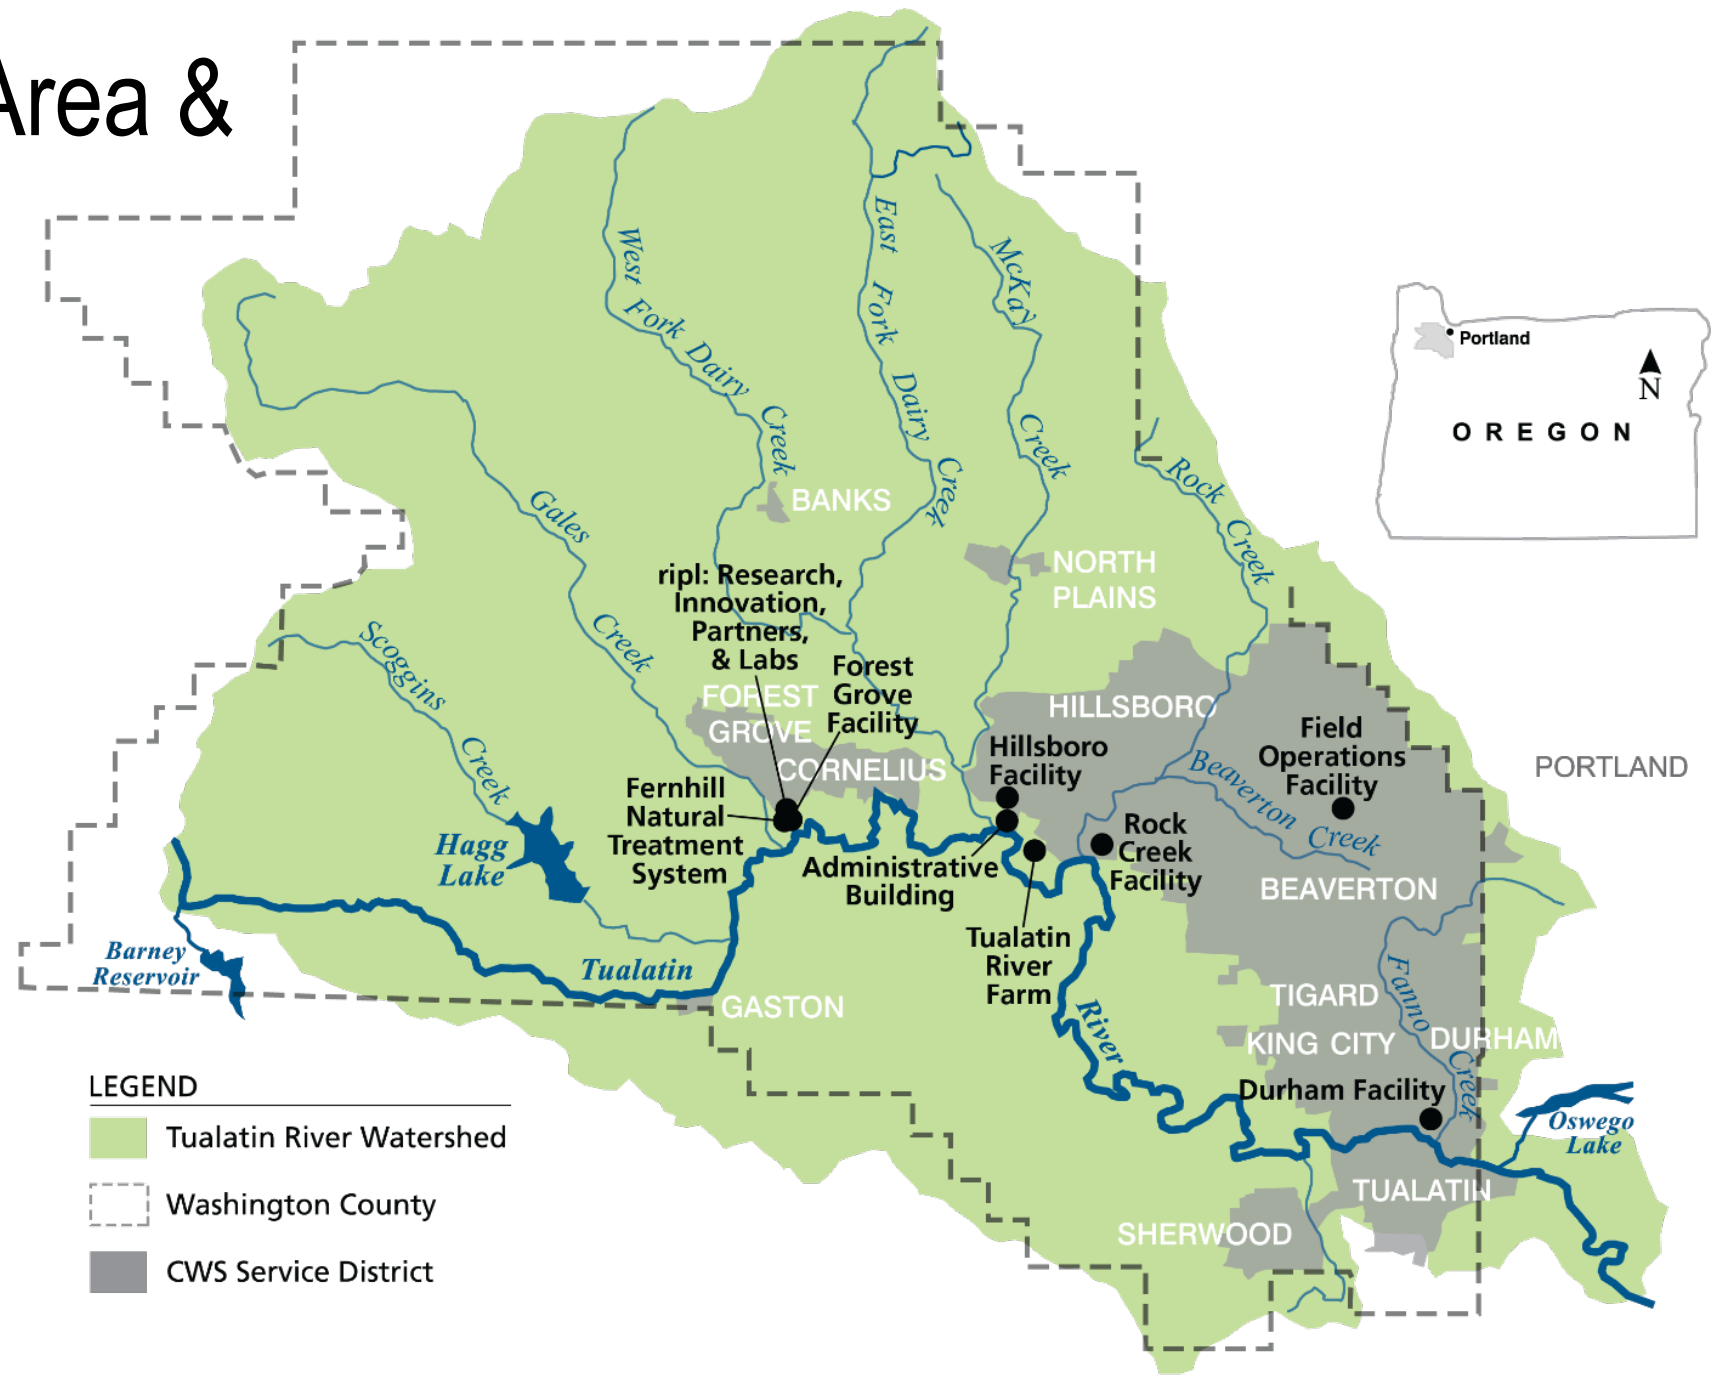 Area &
West Fork Dairy Creek
East Fork Dairy Creek
McKay Creek
Rock Creek
Portland
N
OREGON
Gales Creek
BANKS
NORTH
PLAINS
ripl: Research,
Innovation,
Partners,
& Labs
Forest
Grove
Facility
FOREST
GROVE
CORNELIUS
Scoggins Creek
HILLSBORO
Hillsboro
Facility
Field
Operations
Facility
PORTLAND
Beaverton Creek
Fernhill
Natural
Treatment
System
Hagg
Lake
Administrative
Building
Rock
Creek
Facility
BEAVERTON
Tualatin
River
Farm
Barney
Reservoir
Tualatin River
GASTON
TIGARD
KING CITY
DURHAM
Fanno Creek
Durham Facility
Oswego
Lake
TUALATIN
SHERWOOD
LEGEND
Tualatin River Watershed
Washington County
CWS Service District